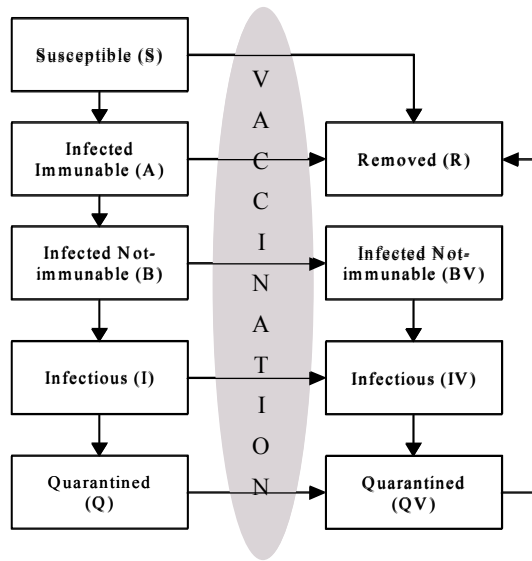 Susceptible (S)
Infected
Immunable (A)
Removed (R)
Infected Not-
immunable (B)
Infected Not-
immunable (BV)
Infectious (I)
Infectious (IV)
Quarantined
(Q)
Quarantined
(QV)
V
A
C
C
I
N
A
T
I
O
N